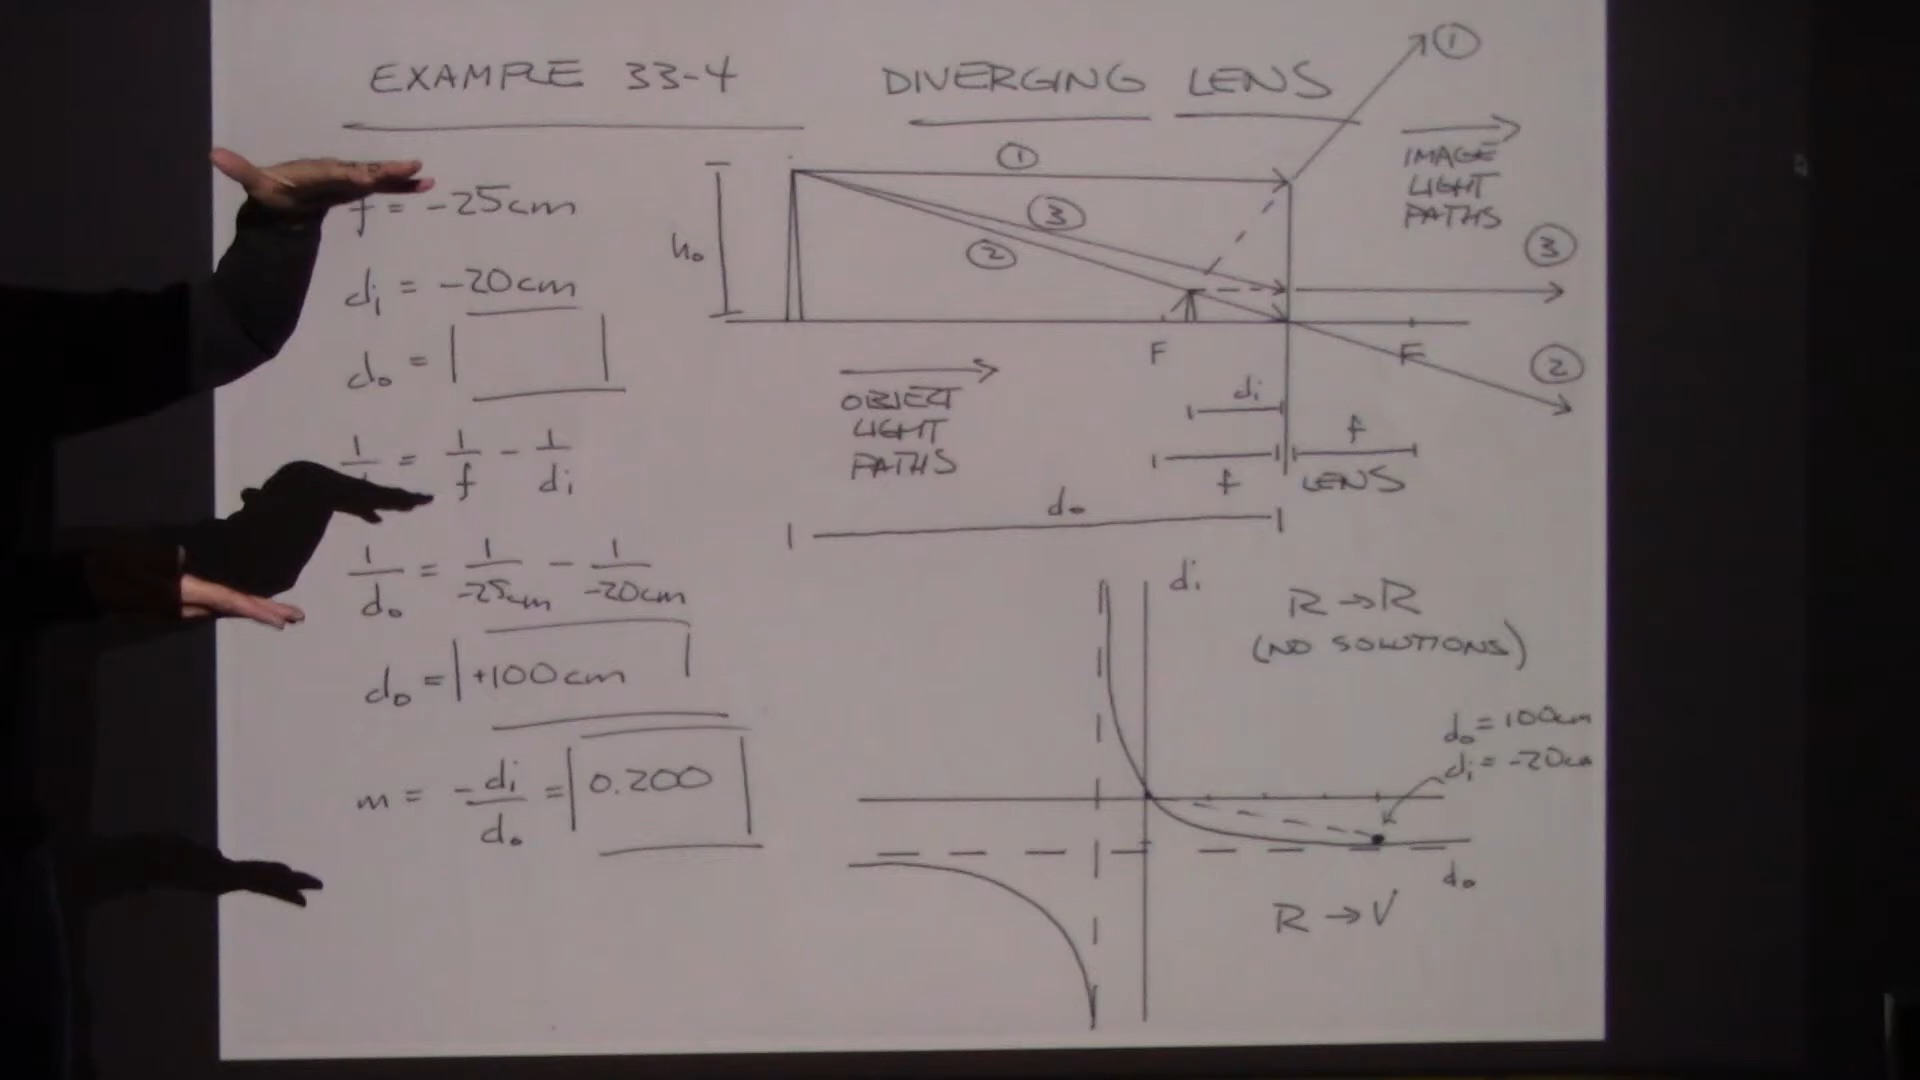 EXAMPLE 33-4
DIVERGING LENS
f = -25cm
di = -20cm
do =
1/ = 1/f - 1/di
1/do = 1/-25cm - 1/-20cm
do = +100cm
m = -di/do = 0.200
ho
①
③
②
①
IMAGE
LIGHT
PATHS
③
②
F
F
OBJECT
LIGHT
PATHS
di
f
f
LENS
do
di
R → R
(NO SOLUTIONS)
do = 100cm
di = -20cm
do
R → V